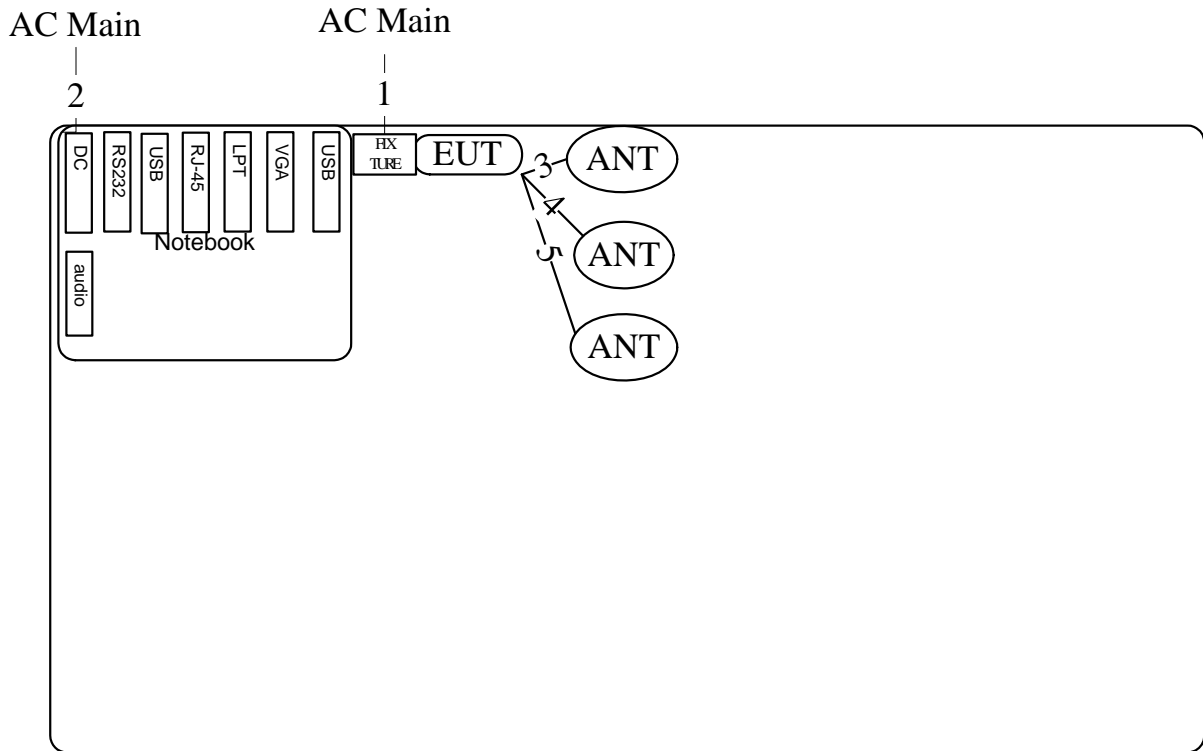 AC Main
AC Main
2
1
DC
RS232
USB
RJ-45
LPT
VGA
USB
FIX
TURE
EUT
3
ANT
4
ANT
5
ANT
Notebook
audio